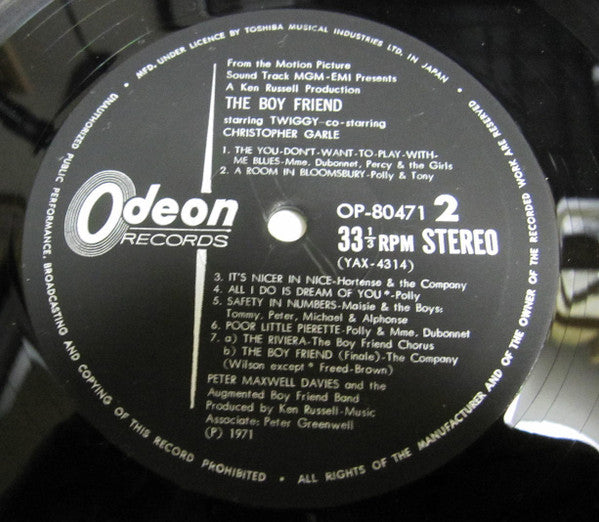 MFD. UNDER LICENCE BY TOSHIBA MUSICAL INDUSTRIES LTD. IN JAPAN •
From the Motion Picture
Sound Track MGM-EMI Presents
A Ken Russell Production
THE BOY FRIEND
starring TWIGGY-co-starring
CHRISTOPHER GARLE
1. THE YOU-DON'T-WANT-TO-PLAY-WITH-
ME BLUES-Mme. Dubonnet, Percy & the Girls
2. A ROOM IN BLOOMSBURY-Polly & Tony
Odeon
RECORDS
OP-80471 2
33 1/3 RPM STEREO
(YAX-4314)
3. IT'S NICER IN NICE-Hortense & the Company
4. ALL I DO IS DREAM OF YOU*-Polly
5. SAFETY IN NUMBERS-Maisie & the Boys:
Tommy, Peter, Michael & Alphonse
6. POOR LITTLE PIERETTE-Polly & Mme. Dubonnet
7. a) THE RIVIERA-The Boy Friend Chorus
b) THE BOY FRIEND (Finale)-The Company
(Wilson except * Freed-Brown)
PETER MAXWELL DAVIES and the
Augmented Boy Friend Band
Produced by Ken Russell-Music
Associate: Peter Greenwell
(P) 1971
UNAUTHORIZED PUBLIC PERFORMANCE, BROADCASTING AND COPYING OF THIS RECORD PROHIBITED •
ALL RIGHTS OF THE MANUFACTURER AND OF THE OWNER OF THE RECORDED WORK ARE RESERVED